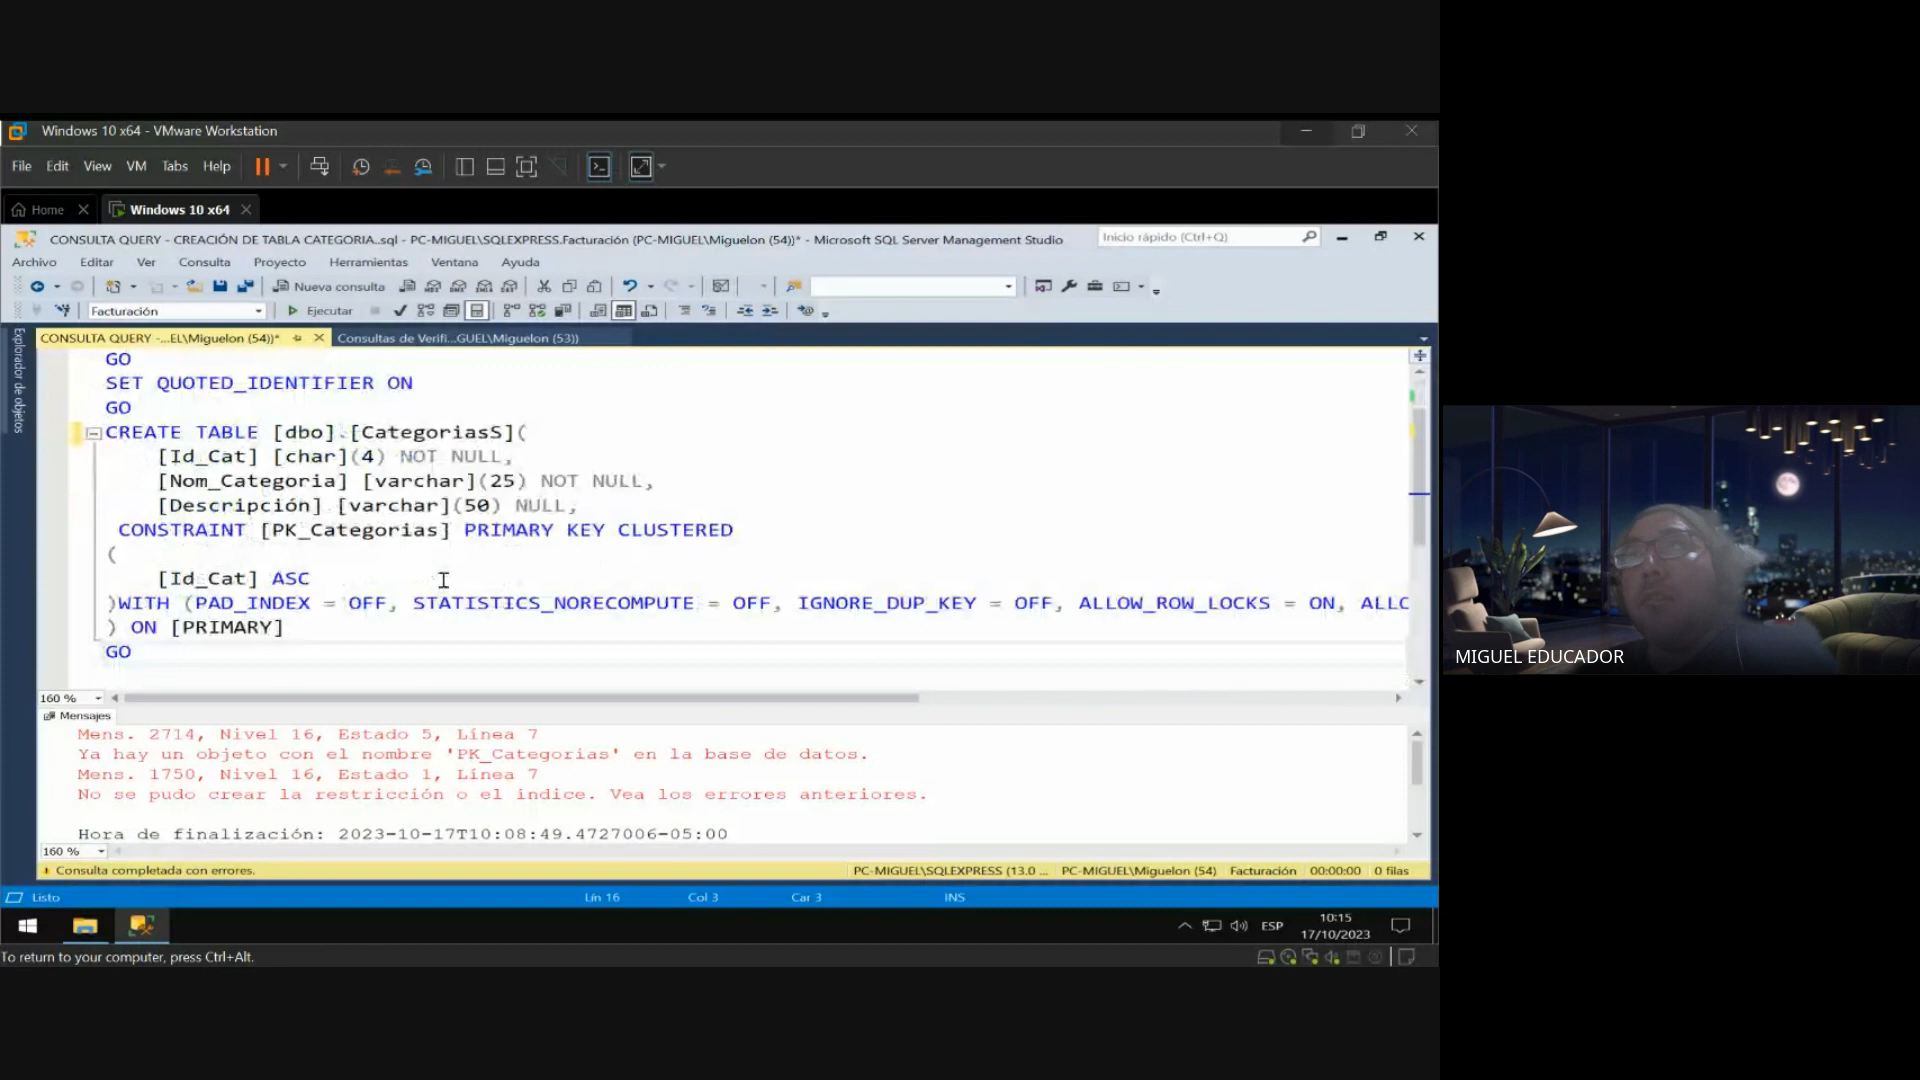 Windows 10 x64 - VMware Workstation
File Edit View VM Tabs Help
Home
Windows 10 x64
CONSULTA QUERY - CREACIÓN DE TABLA CATEGORIA..sql - PC-MIGUEL\SQLEXPRESS.Facturación (PC-MIGUEL\Miguelon (54))* - Microsoft SQL Server Management Studio
Inicio rápido (Ctrl+Q)
Archivo Editar Ver Consulta Proyecto Herramientas Ventana Ayuda
Nueva consulta
Facturación
Ejecutar
CONSULTA QUERY -...EL\Miguelon (54))*
Consultas de Verifi...GUEL\Miguelon (53))
Explorador de objetos
GO
SET QUOTED_IDENTIFIER ON
GO
CREATE TABLE [dbo].[CategoriasS](
[Id_Cat] [char](4) NOT NULL,
[Nom_Categoria] [varchar](25) NOT NULL,
[Descripción] [varchar](50) NULL,
CONSTRAINT [PK_Categorias] PRIMARY KEY CLUSTERED
(
[Id_Cat] ASC
)WITH (PAD_INDEX = OFF, STATISTICS_NORECOMPUTE = OFF, IGNORE_DUP_KEY = OFF, ALLOW_ROW_LOCKS = ON, ALLC
) ON [PRIMARY]
GO
160 %
Mensajes
Mens. 2714, Nivel 16, Estado 5, Línea 7
Ya hay un objeto con el nombre 'PK_Categorias' en la base de datos.
Mens. 1750, Nivel 16, Estado 1, Línea 7
No se pudo crear la restricción o el índice. Vea los errores anteriores.
Hora de finalización: 2023-10-17T10:08:49.4727006-05:00
160 %
Consulta completada con errores.
PC-MIGUEL\SQLEXPRESS (13.0 ...
PC-MIGUEL\Miguelon (54)
Facturación
00:00:00
0 filas
Listo
Lín 16
Col 3
Car 3
INS
ESP
10:15
17/10/2023
To return to your computer, press Ctrl+Alt.
MIGUEL EDUCADOR